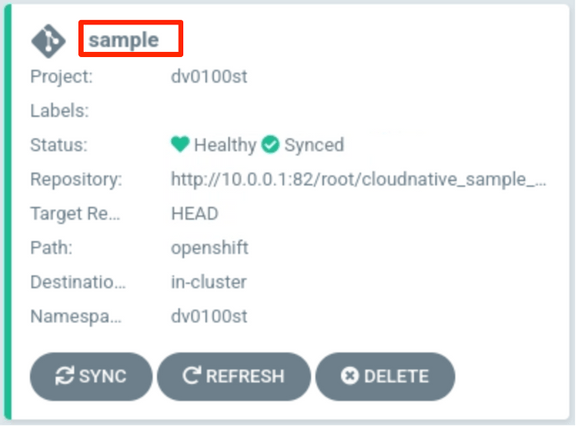 sample
Project: dv0100st
Labels:
Status: Healthy Synced
Repository: http://10.0.0.1:82/root/cloudnative_sample_...
Target Re... HEAD
Path: openshift
Destinatio... in-cluster
Namespa... dv0100st
SYNC REFRESH DELETE